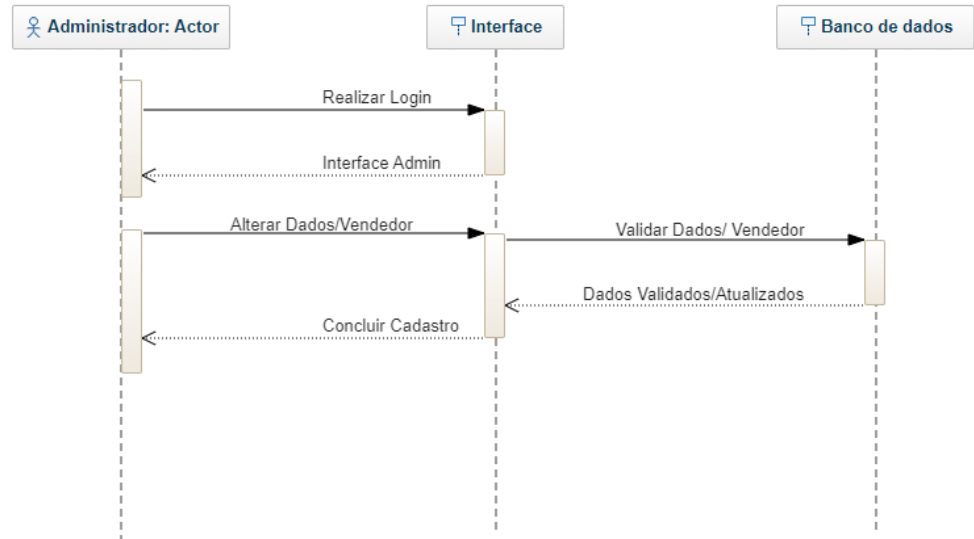 Administrador: Actor
Interface
Banco de dados
Realizar Login
Interface Admin
Alterar Dados/Vendedor
Validar Dados/ Vendedor
Dados Validados/Atualizados
Concluir Cadastro